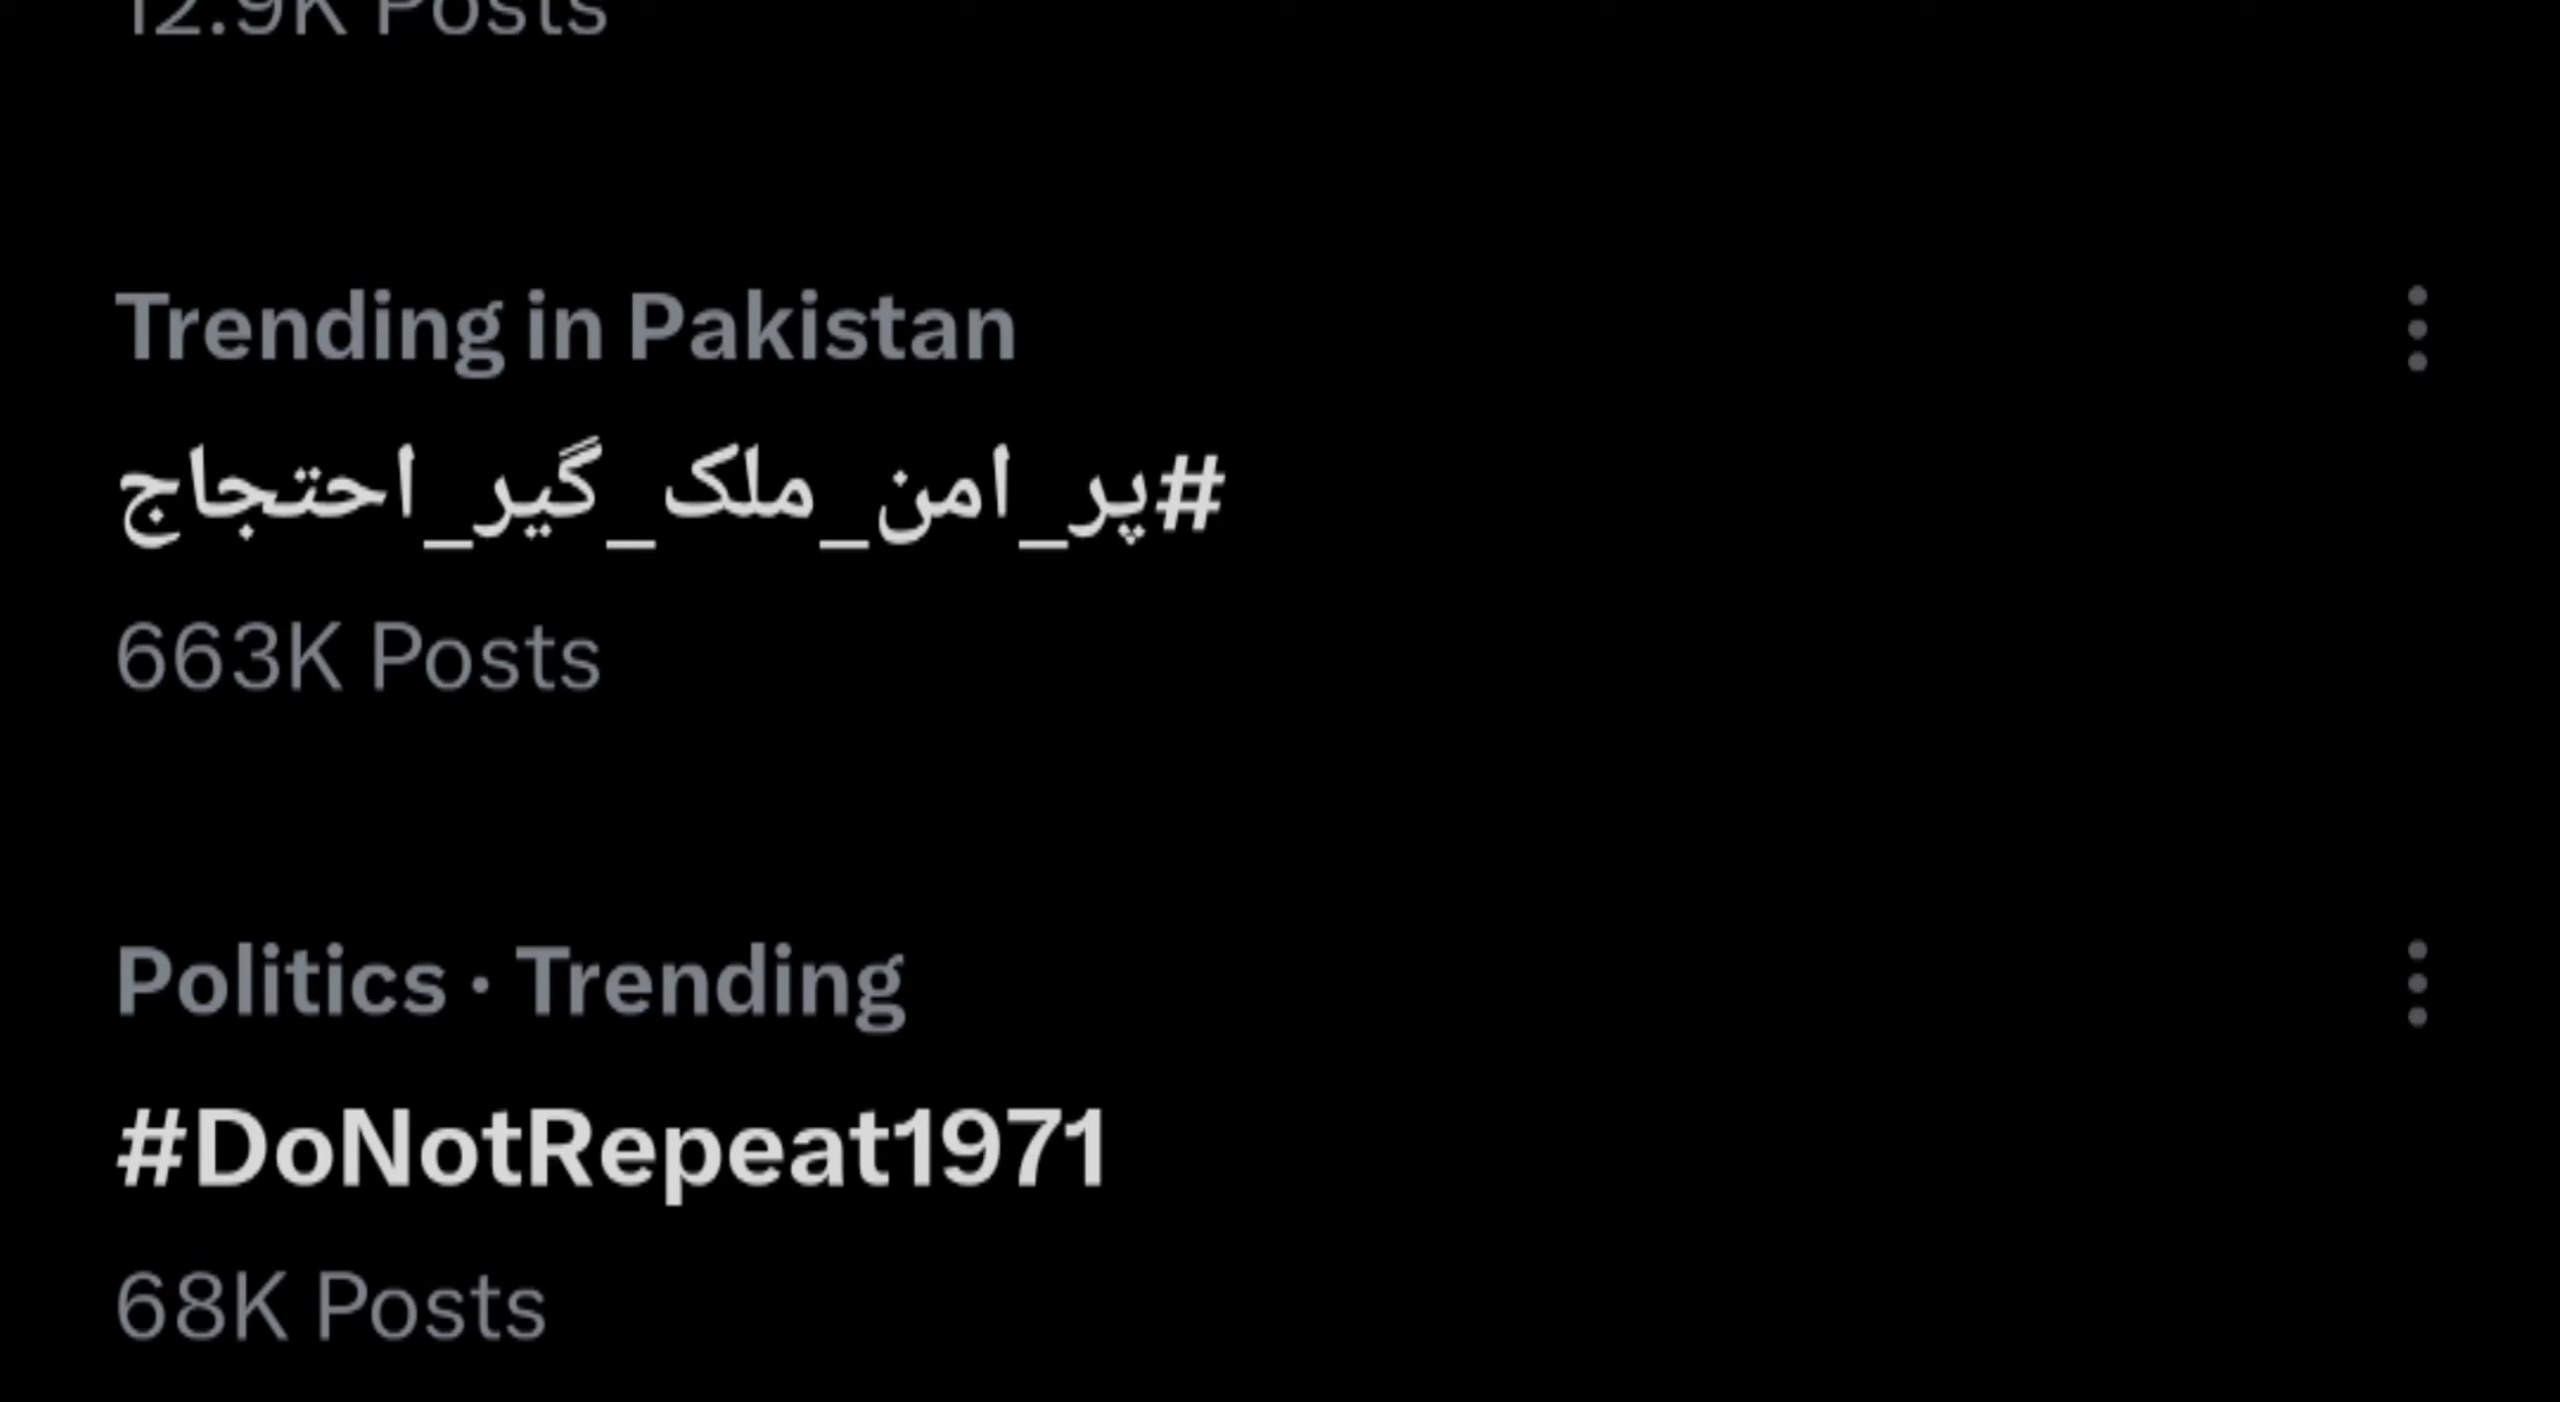 12.9K Posts
Trending in Pakistan
#پر_امن_ملک_گیر_احتجاج
663K Posts
Politics · Trending
#DoNotRepeat1971
68K Posts